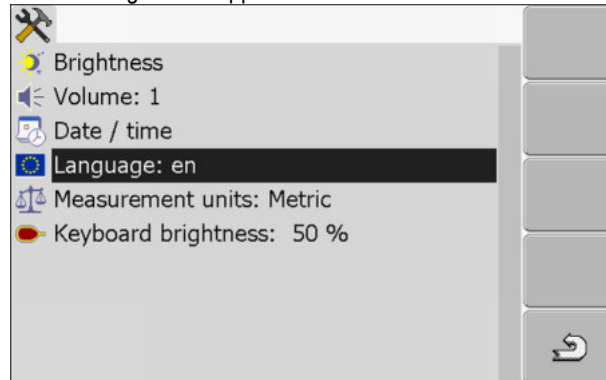 Brightness
Volume: 1
Date / time
Language: en
Measurement units: Metric
Keyboard brightness: 50 %